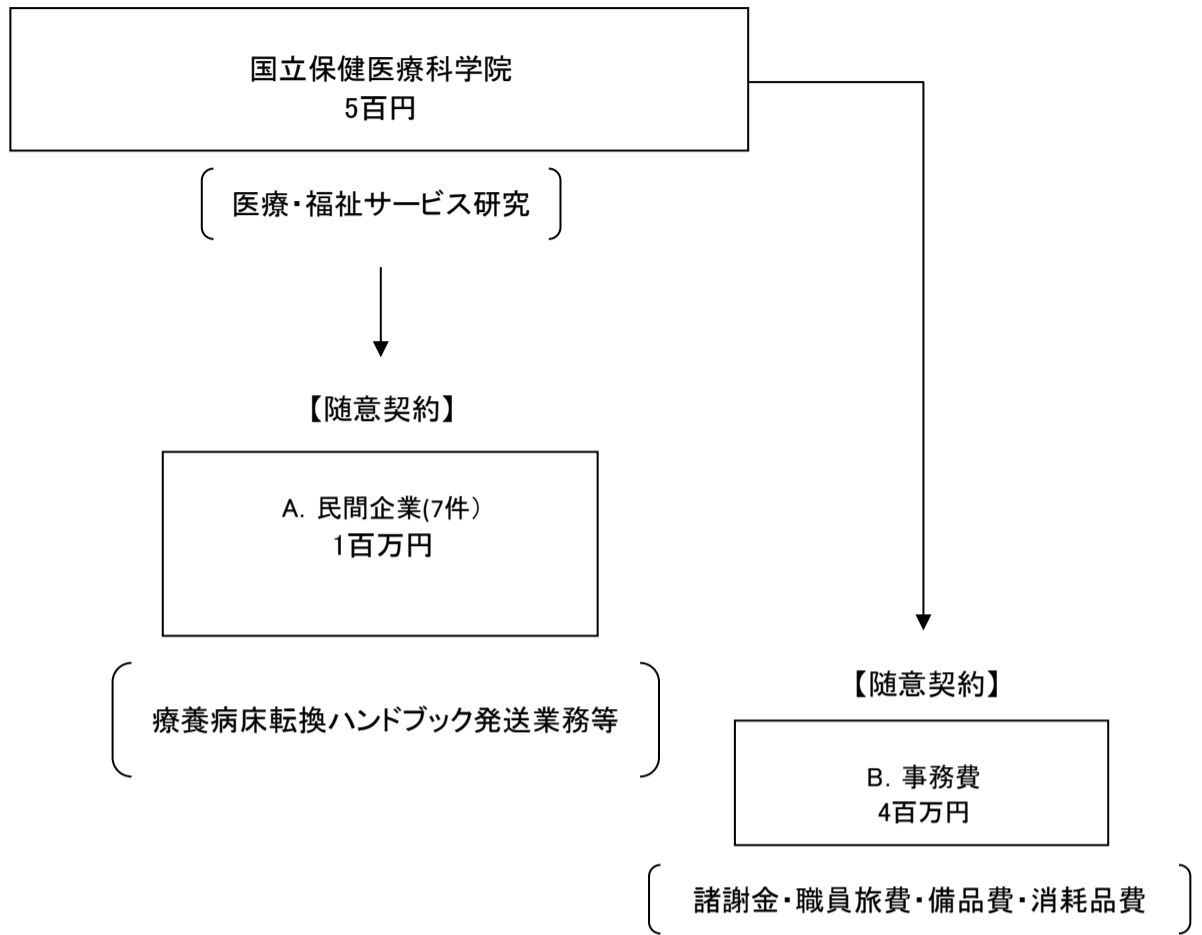 国立保健医療科学院
5百円
医療・福祉サービス研究
【随意契約】
A. 民間企業(7件）
1百万円
療養病床転換ハンドブック発送業務等
【随意契約】
B. 事務費
4百万円
諸謝金・職員旅費・備品費・消耗品費